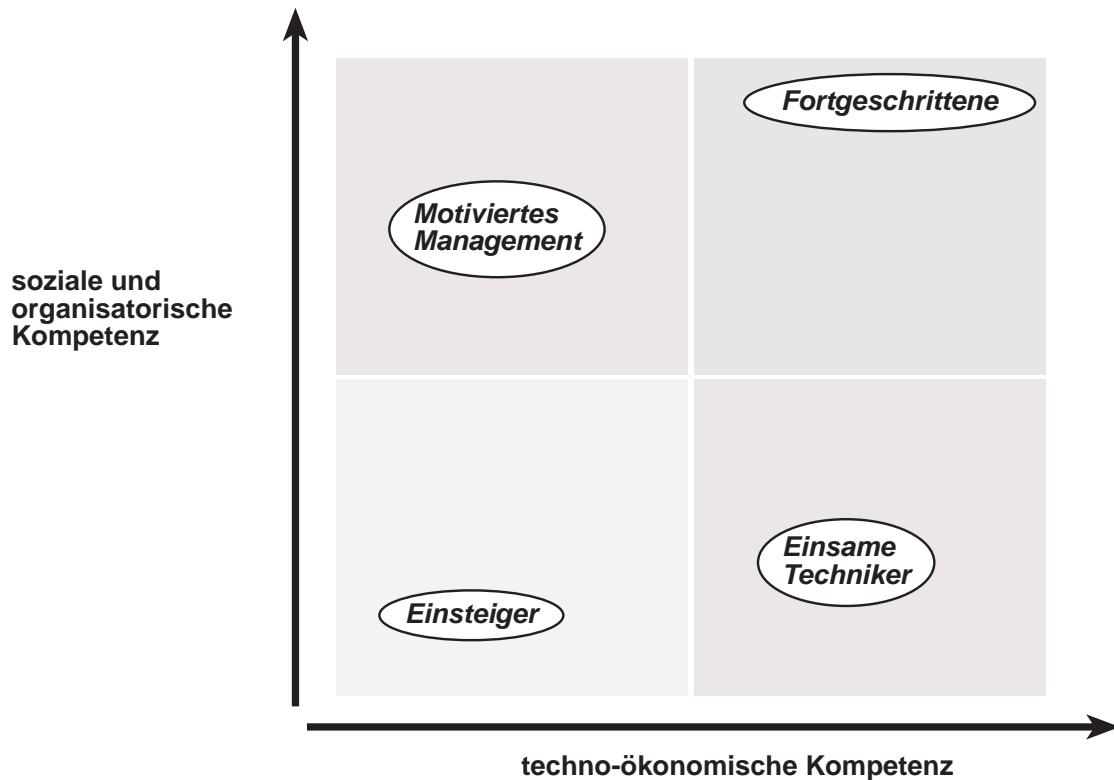 Fortgeschrittene
Motiviertes
Management
soziale und
organisatorische
Kompetenz
Einsame
Techniker
Einsteiger
techno-ökonomische Kompetenz